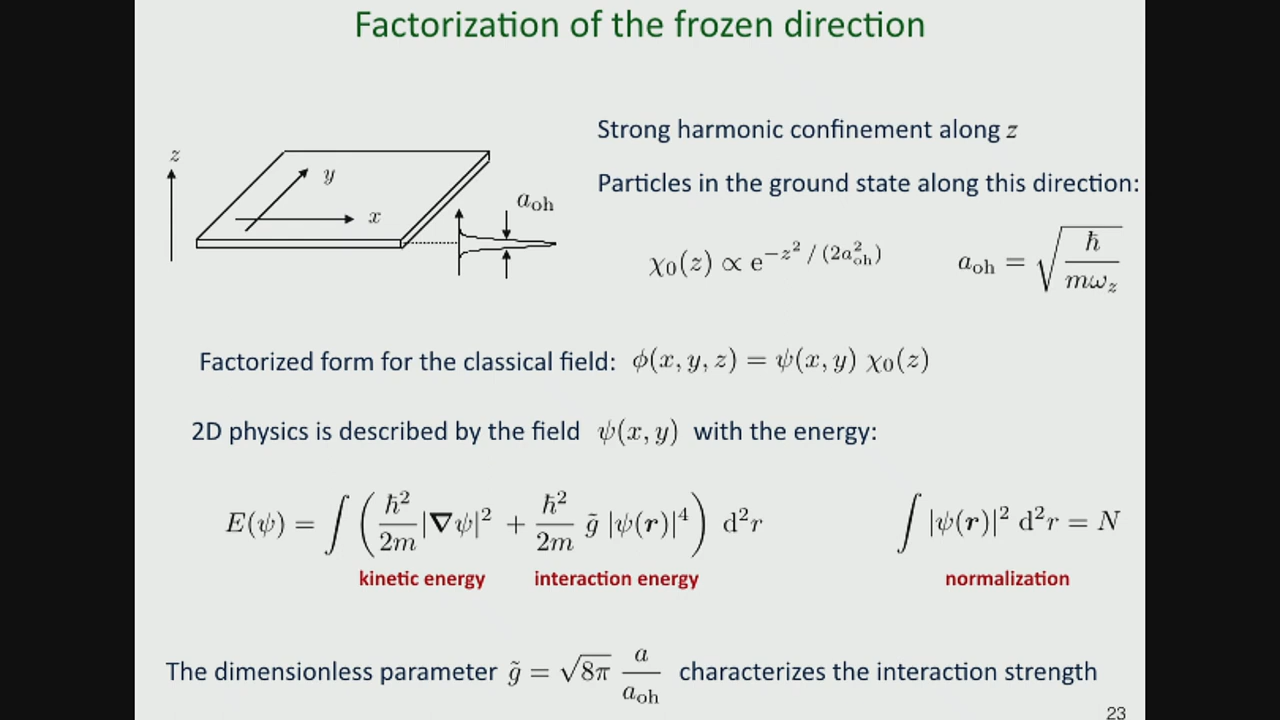 Factorization of the frozen direction
Strong harmonic confinement along z
Particles in the ground state along this direction:
z
y
x
a_oh
χ₀(z) ∝ e^{−z² / (2a²_oh)}
a_oh = √(ħ / mω_z)
Factorized form for the classical field: ϕ(x, y, z) = ψ(x, y) χ₀(z)
2D physics is described by the field ψ(x, y) with the energy:
E(ψ) = ∫ ( ħ²/2m |∇ψ|² + ħ²/2m g̃ |ψ(r)|⁴ ) d²r
∫ |ψ(r)|² d²r = N
kinetic energy
interaction energy
normalization
The dimensionless parameter g̃ = √8π a/a_oh characterizes the interaction strength
23